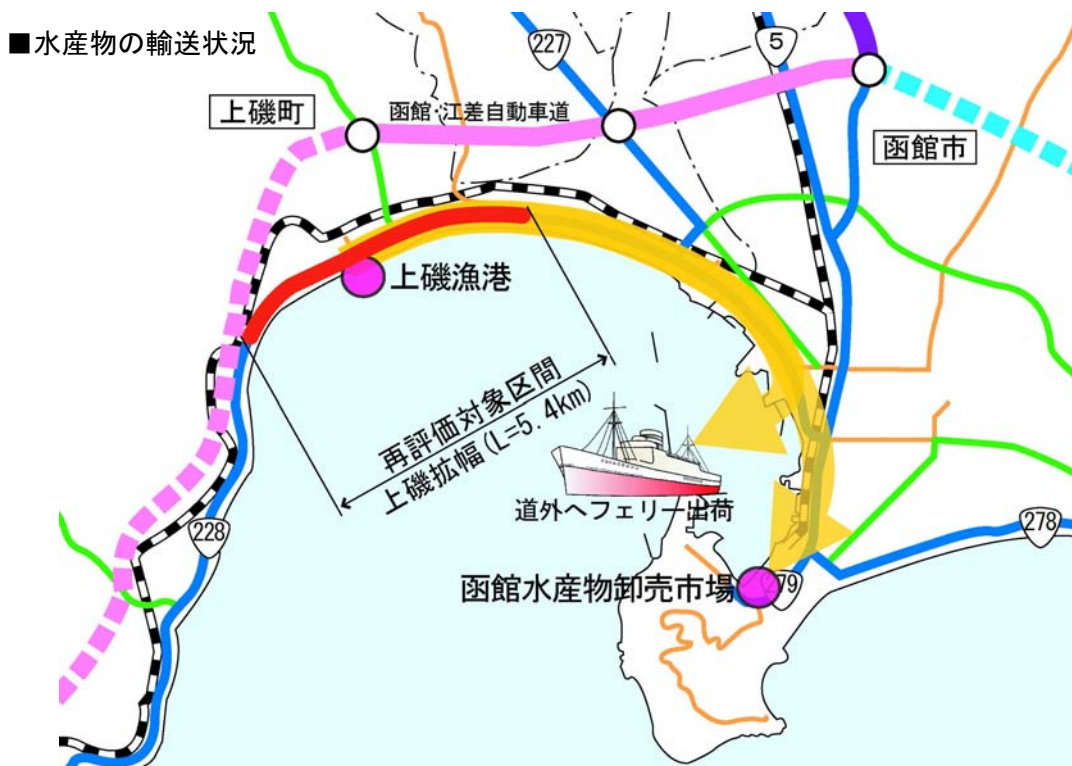 ■水産物の輸送状況
227
5
上磯町
函館・江差自動車道
函館市
上磯漁港
再評価対象区間
上磯拡幅(L=5.4km)
道外へフェリー出荷
228
278
函館水産物卸売市場
279